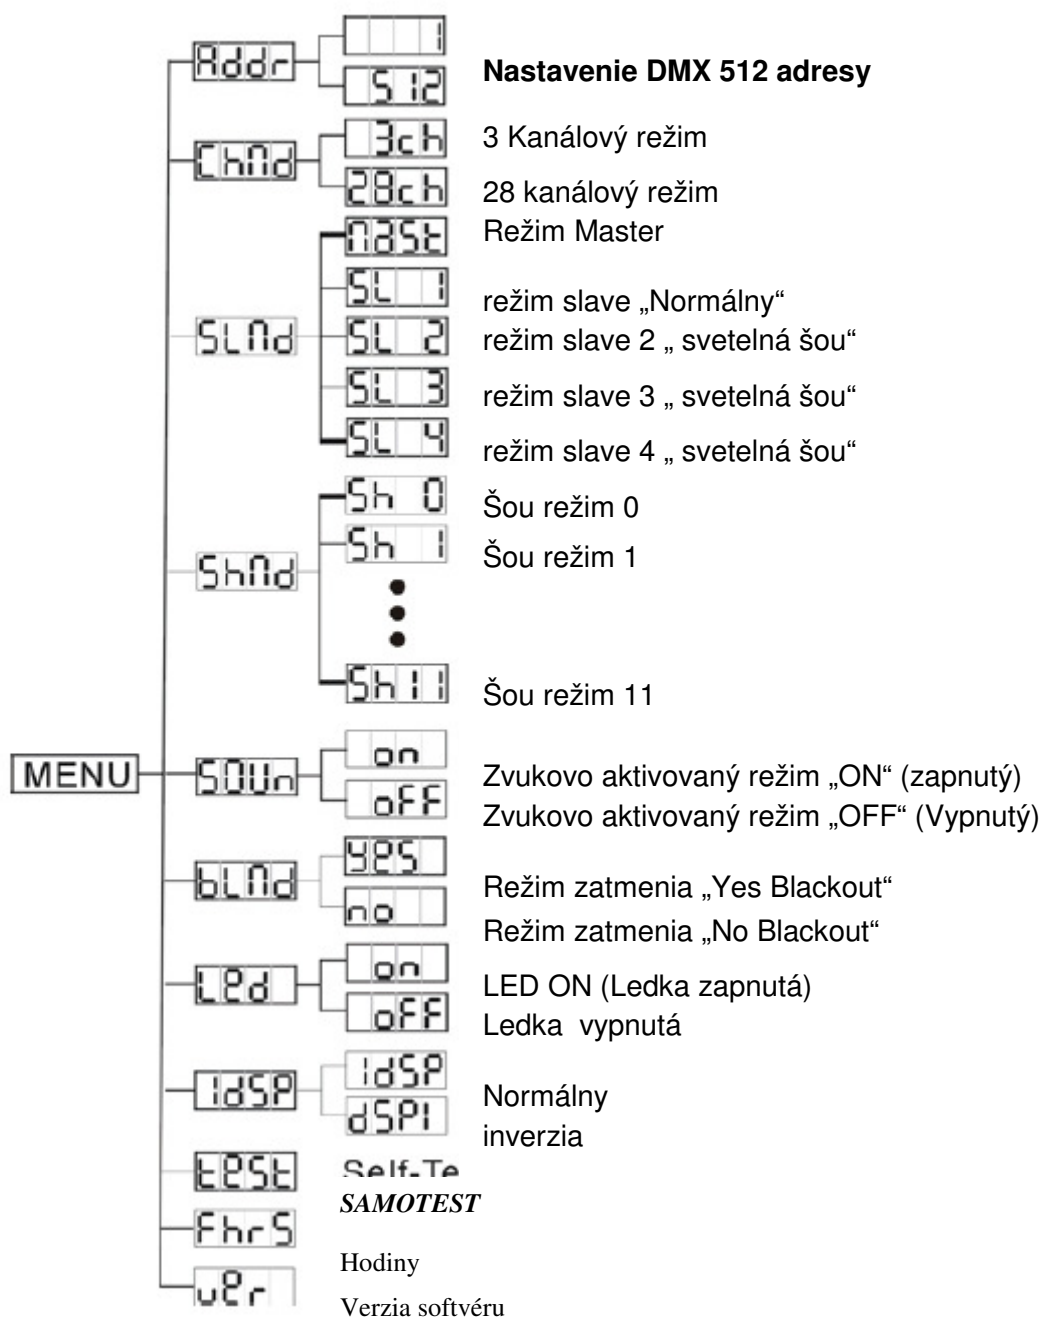 Addr
1
512
Nastavenie DMX 512 adresy
ChMd
3ch
3 Kanálový režim
28ch
28 kanálový režim
SLMd
MaSt
Režim Master
SL 1
režim slave „Normálny“
SL 2
režim slave 2 „ svetelná šou“
SL 3
režim slave 3 „ svetelná šou“
SL 4
režim slave 4 „ svetelná šou“
ShMd
Sh 0
Šou režim 0
Sh 1
Šou režim 1
Sh11
Šou režim 11
MENU
SOUn
on
Zvukovo aktivovaný režim „ON“ (zapnutý)
oFF
Zvukovo aktivovaný režim „OFF“ (Vypnutý)
bLMd
yes
Režim zatmenia „Yes Blackout“
no
Režim zatmenia „No Blackout“
Led
on
LED ON (Ledka zapnutá)
oFF
Ledka vypnutá
1dSP
1dSP
Normálny
dSP1
inverzia
test
Self-Te
SAMOTEST
FhrS
Hodiny
ver
Verzia softvéru